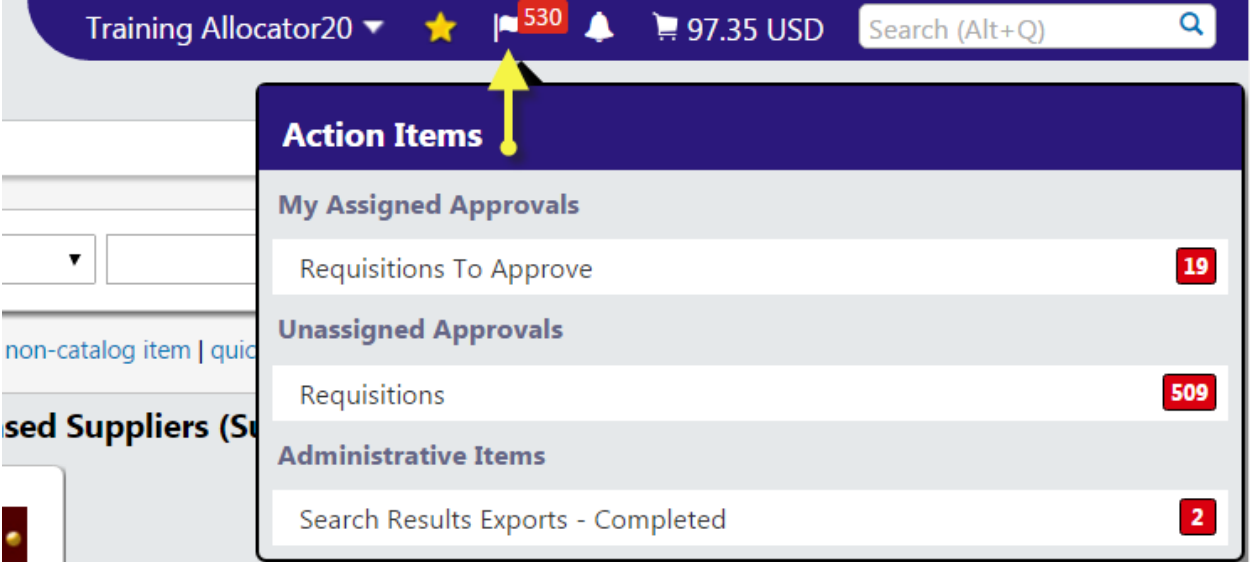 Training Allocator20 530 97.35 USD Search (Alt+Q)
Action Items
My Assigned Approvals
Requisitions To Approve 19
Unassigned Approvals
non-catalog item | quic
Requisitions 509
sed Suppliers (Su
Administrative Items
Search Results Exports - Completed 2